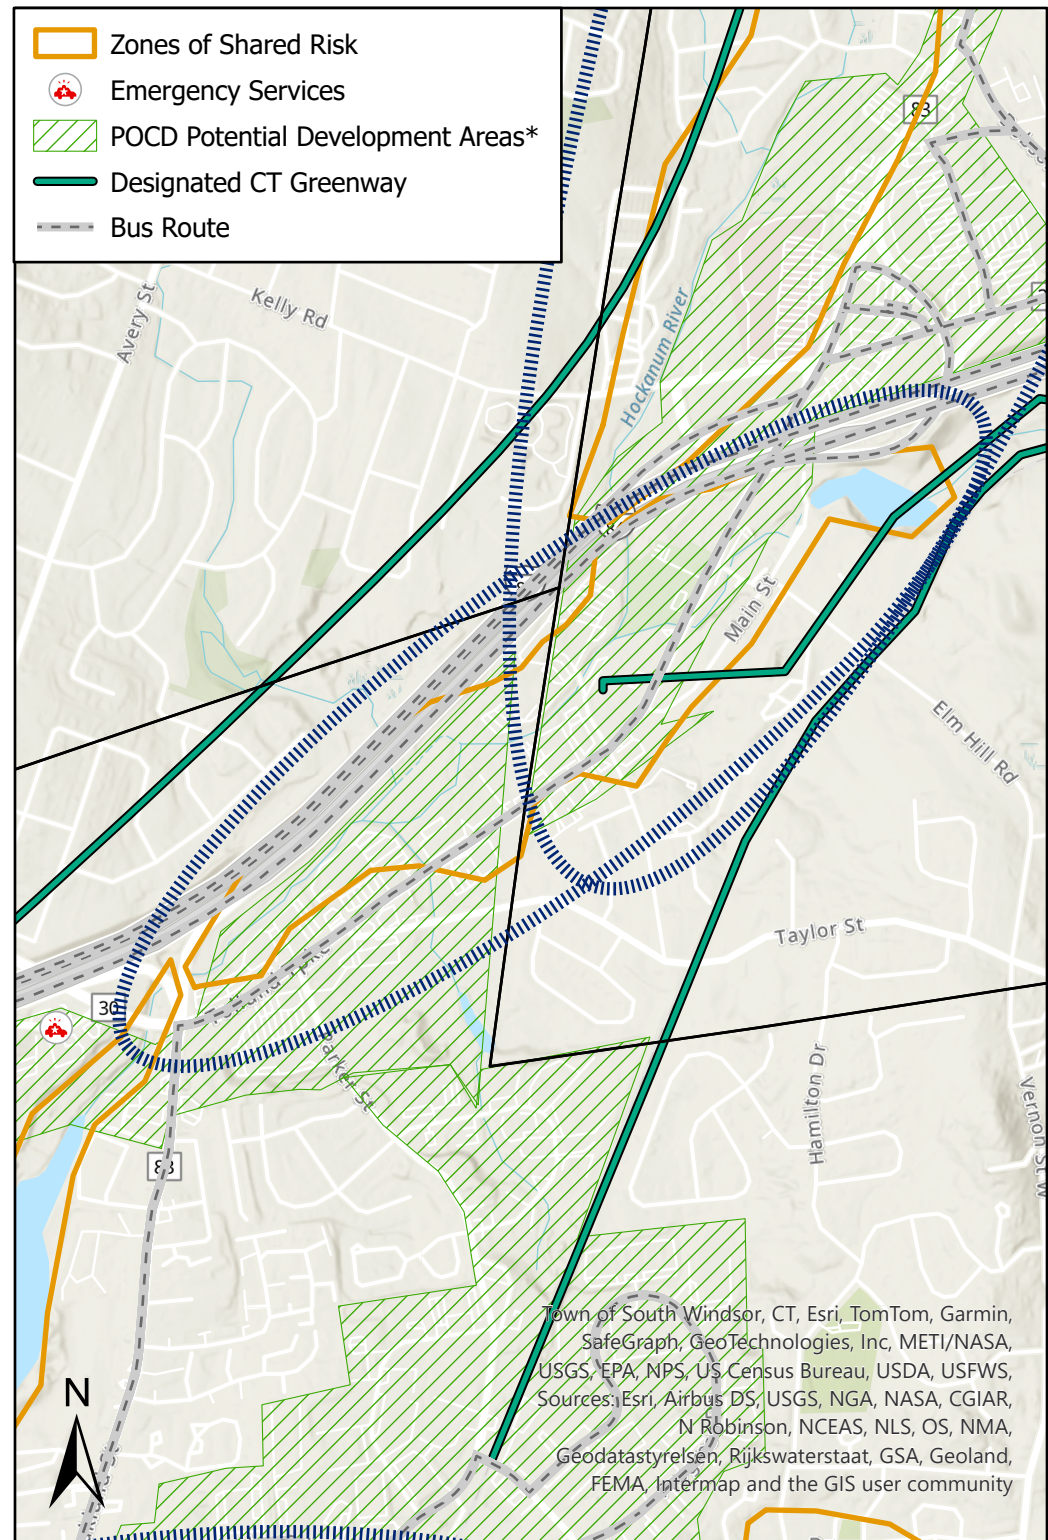 Zones of Shared Risk
Emergency Services
POCD Potential Development Areas*
Designated CT Greenway
Bus Route
83
Kelly Rd
Avery St
Hockanum River
Main St
Elm Hill Rd
Taylor St
30
Parker St
Hamilton Dr
Vernon St W
83
Town of South Windsor, CT, Esri, TomTom, Garmin,
SafeGraph, GeoTechnologies, Inc, METI/NASA,
USGS, EPA, NPS, US Census Bureau, USDA, USFWS,
Sources: Esri, Airbus DS, USGS, NGA, NASA, CGIAR,
N Robinson, NCEAS, NLS, OS, NMA,
Geodatastyrelsen, Rijkswaterstaat, GSA, Geoland,
FEMA, Intermap and the GIS user community
N